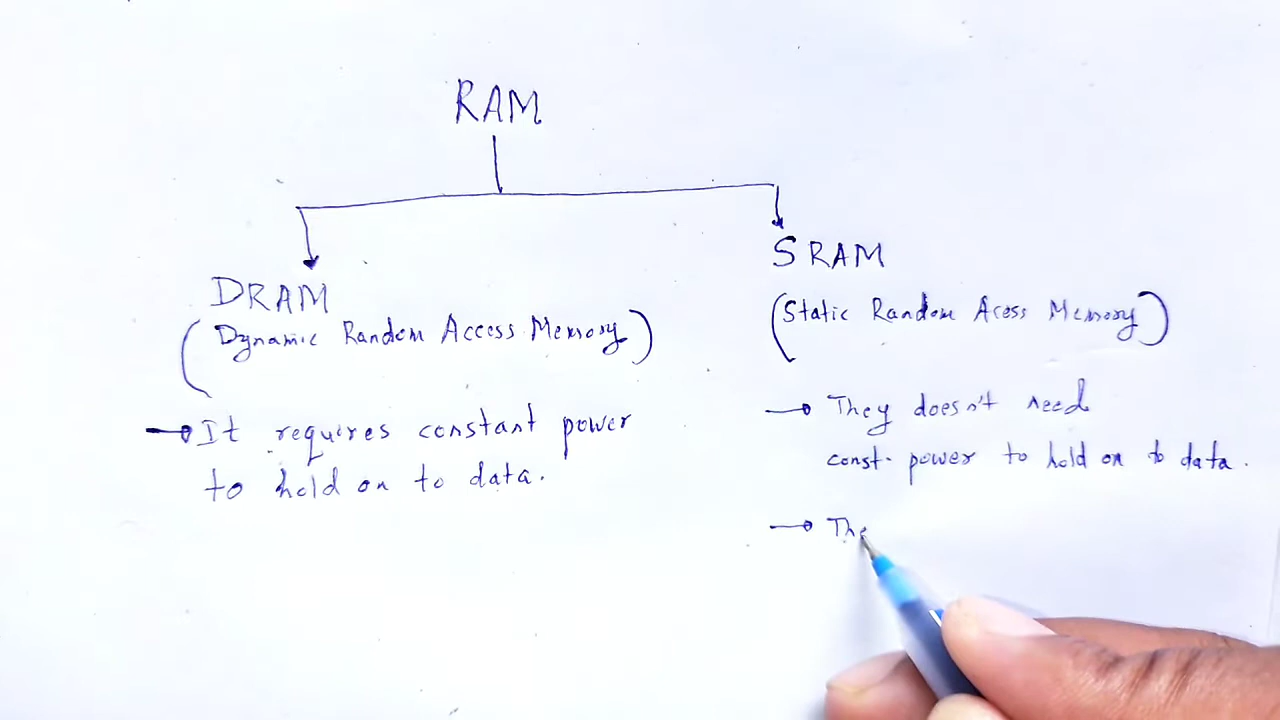 RAM
DRAM
(Dynamic Random Access Memory)
It requires constant power
to hold on to data.
SRAM
(Static Random Acess Memory)
They doesn't need
const. power to hold on to data.
The